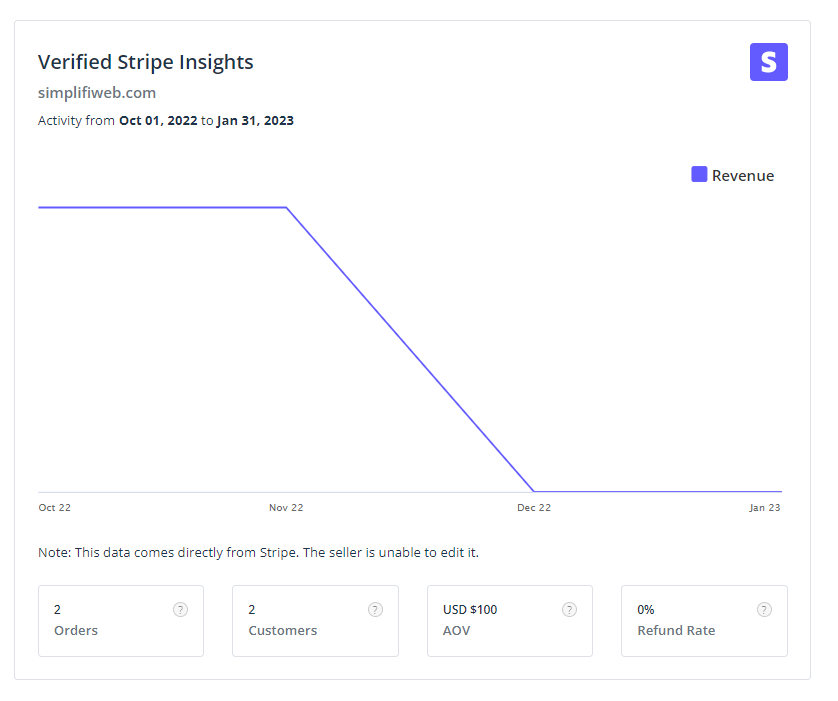 Verified Stripe Insights
S
simplifiweb.com
Activity from Oct 01, 2022 to Jan 31, 2023
Revenue
Oct 22
Nov 22
Dec 22
Jan 23
Note: This data comes directly from Stripe. The seller is unable to edit it.
2
?
Orders
2
?
Customers
USD $100
?
AOV
0%
?
Refund Rate